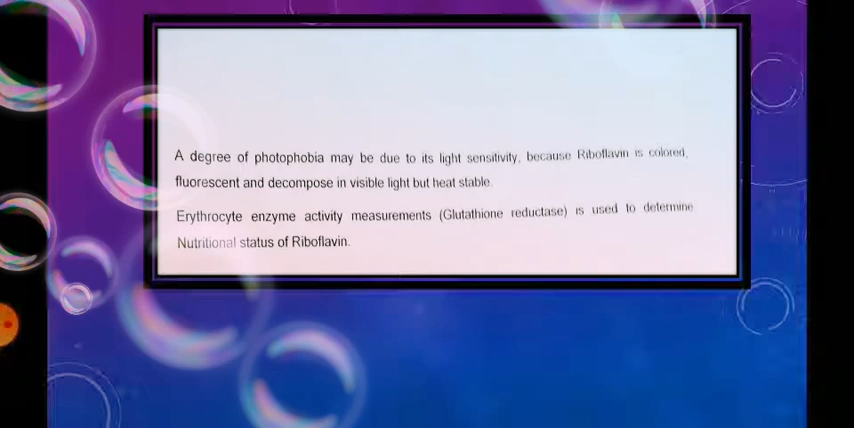 A degree of photophobia may be due to its light sensitivity, because Riboflavin is colored,
fluorescent and decompose in visible light but heat stable.
Erythrocyte enzyme activity measurements (Glutathione reductase) is used to determine
Nutritional status of Riboflavin.